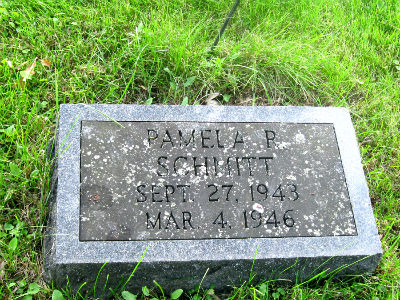 PAMELA P.
SCHMITT
SEPT. 27, 1943
MAR. 4, 1946